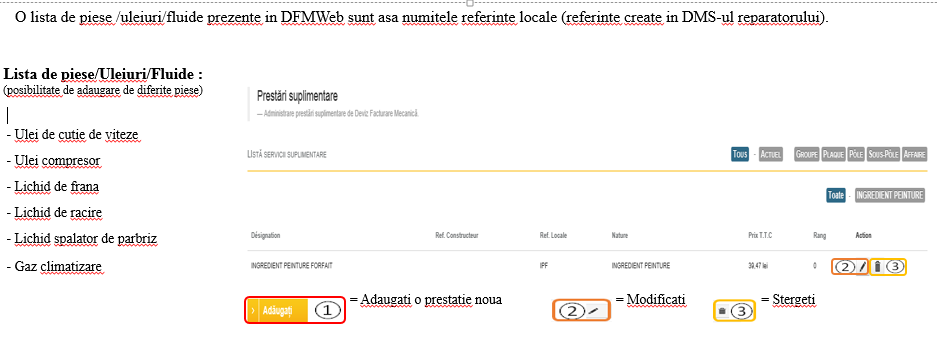 O lista de piese /uleiuri/fluide prezente in DFMWeb sunt asa numitele referinte locale (referinte create in DMS-ul reparatorului).
Lista de piese/Uleiuri/Fluide :
(posibilitate de adaugare de diferite piese)
- Ulei de cutie de viteze
- Ulei compresor
- Lichid de frana
- Lichid de racire
- Lichid spalator de parbriz
- Gaz climatizare
Prestări suplimentare
— Administrare prestări suplimentare de Deviz Facturare Mecanică
LISTĂ SERVICII SUPLIMENTARE
TOUS - ACTUEL GROUPE PLAQUE PÔLE SOUS-PÔLE AFFAIRE
Toate - INGREDIENT PEINTURE
Désignation Ref. Constructeur Ref. Locale Nature Prix T.T.C Rang Action
INGREDIENT PEINTURE FORFAIT IPF INGREDIENT PEINTURE 39,47 lei 0 2 3
Adăugați 1 = Adaugati o prestatie noua 2 = Modificati 3 = Stergeti